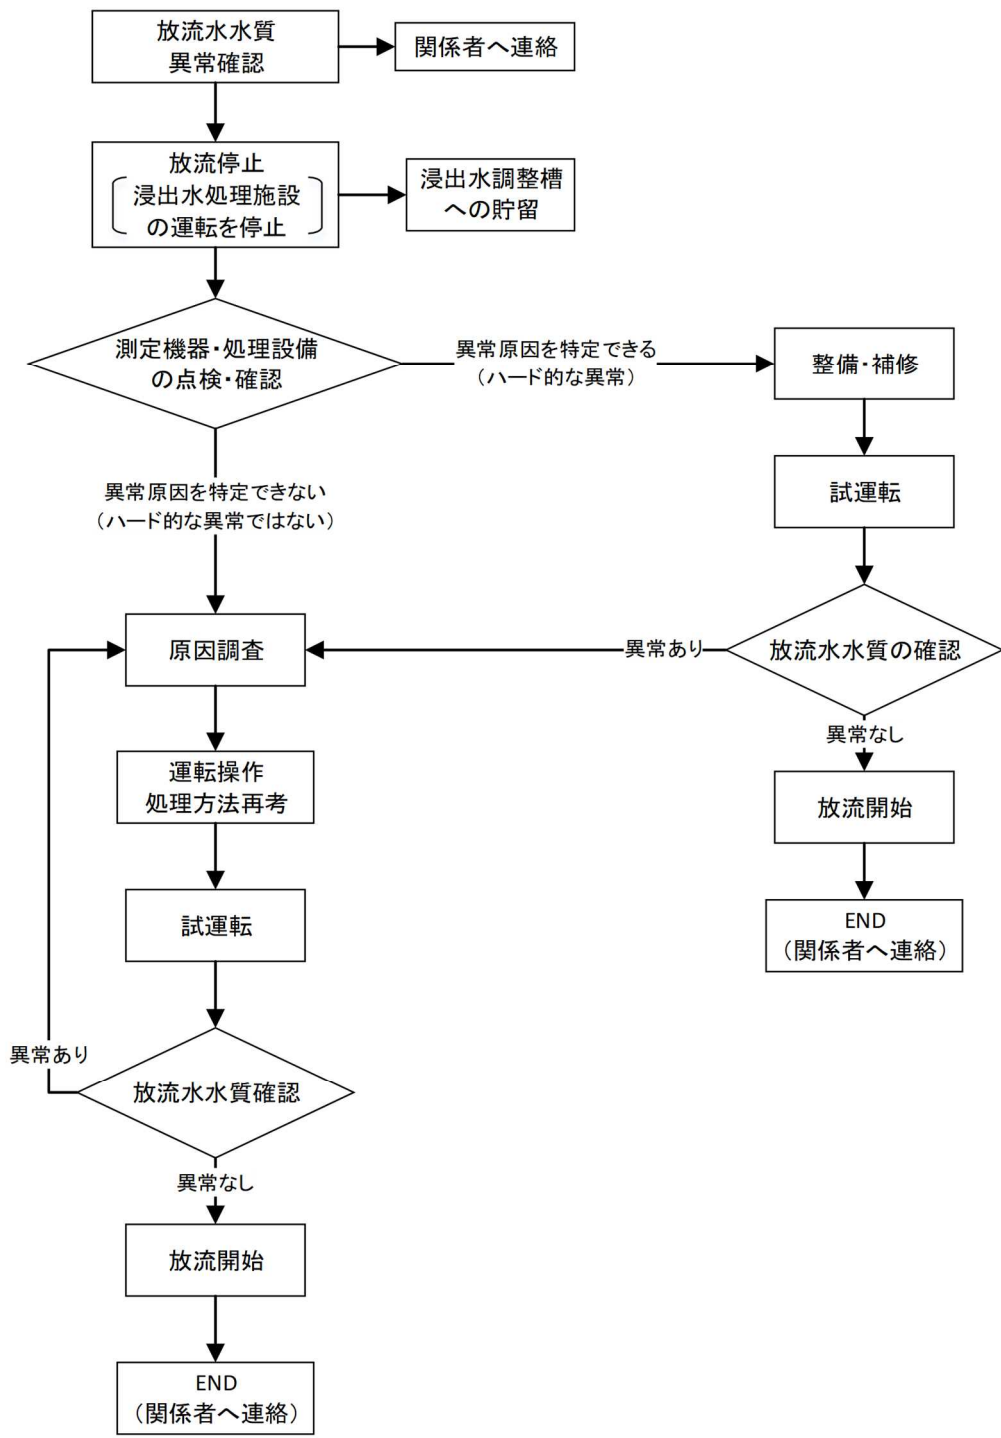 放流水水質
異常確認
関係者へ連絡
放流停止
浸出水処理施設
の運転を停止
浸出水調整槽
への貯留
測定機器・処理設備
の点検・確認
異常原因を特定できる
（ハード的な異常）
整備・補修
異常原因を特定できない
（ハード的な異常ではない）
試運転
原因調査
異常あり
放流水水質の確認
異常なし
運転操作
処理方法再考
放流開始
試運転
END
（関係者へ連絡）
異常あり
放流水水質確認
異常なし
放流開始
END
（関係者へ連絡）